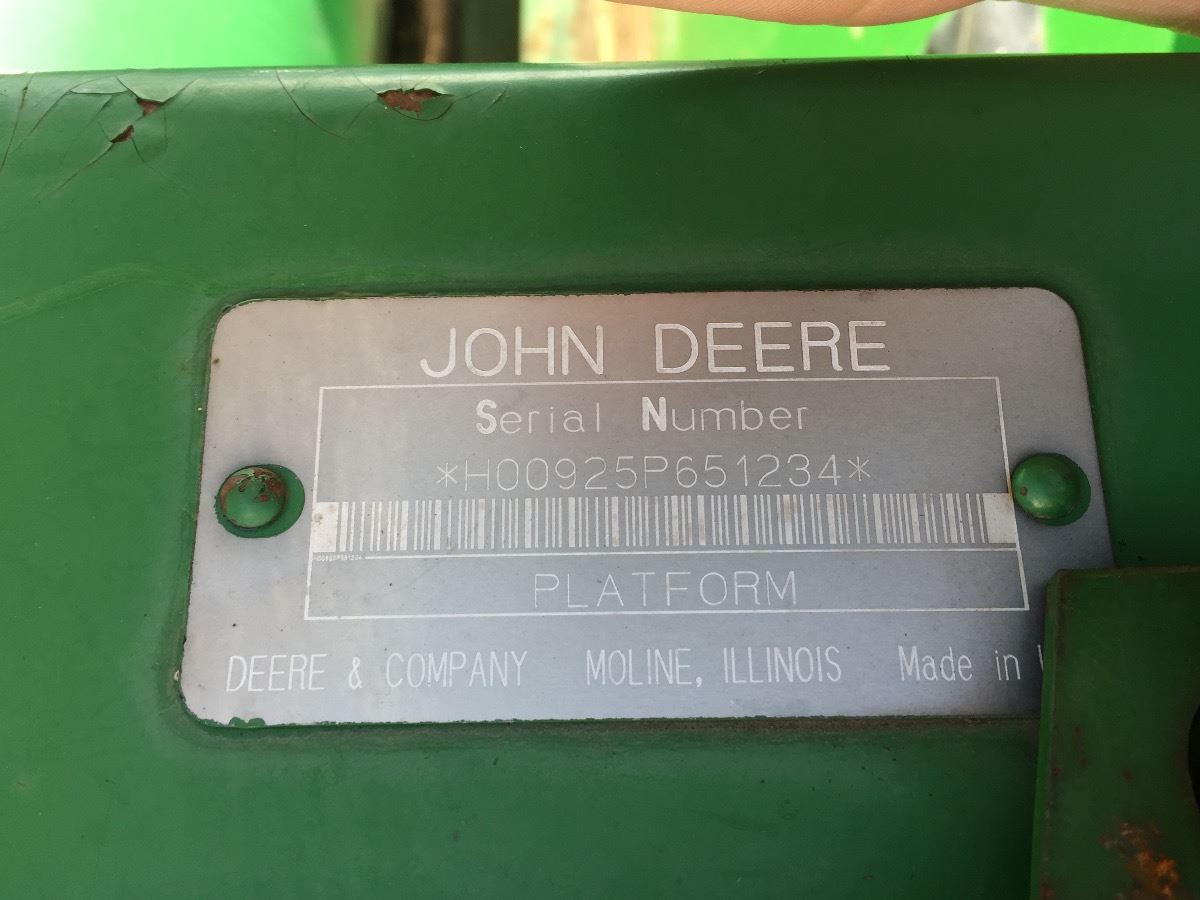 JOHN DEERE
Serial Number
*H00925P651234*
PLATFORM
DEERE & COMPANY MOLINE, ILLINOIS Made in